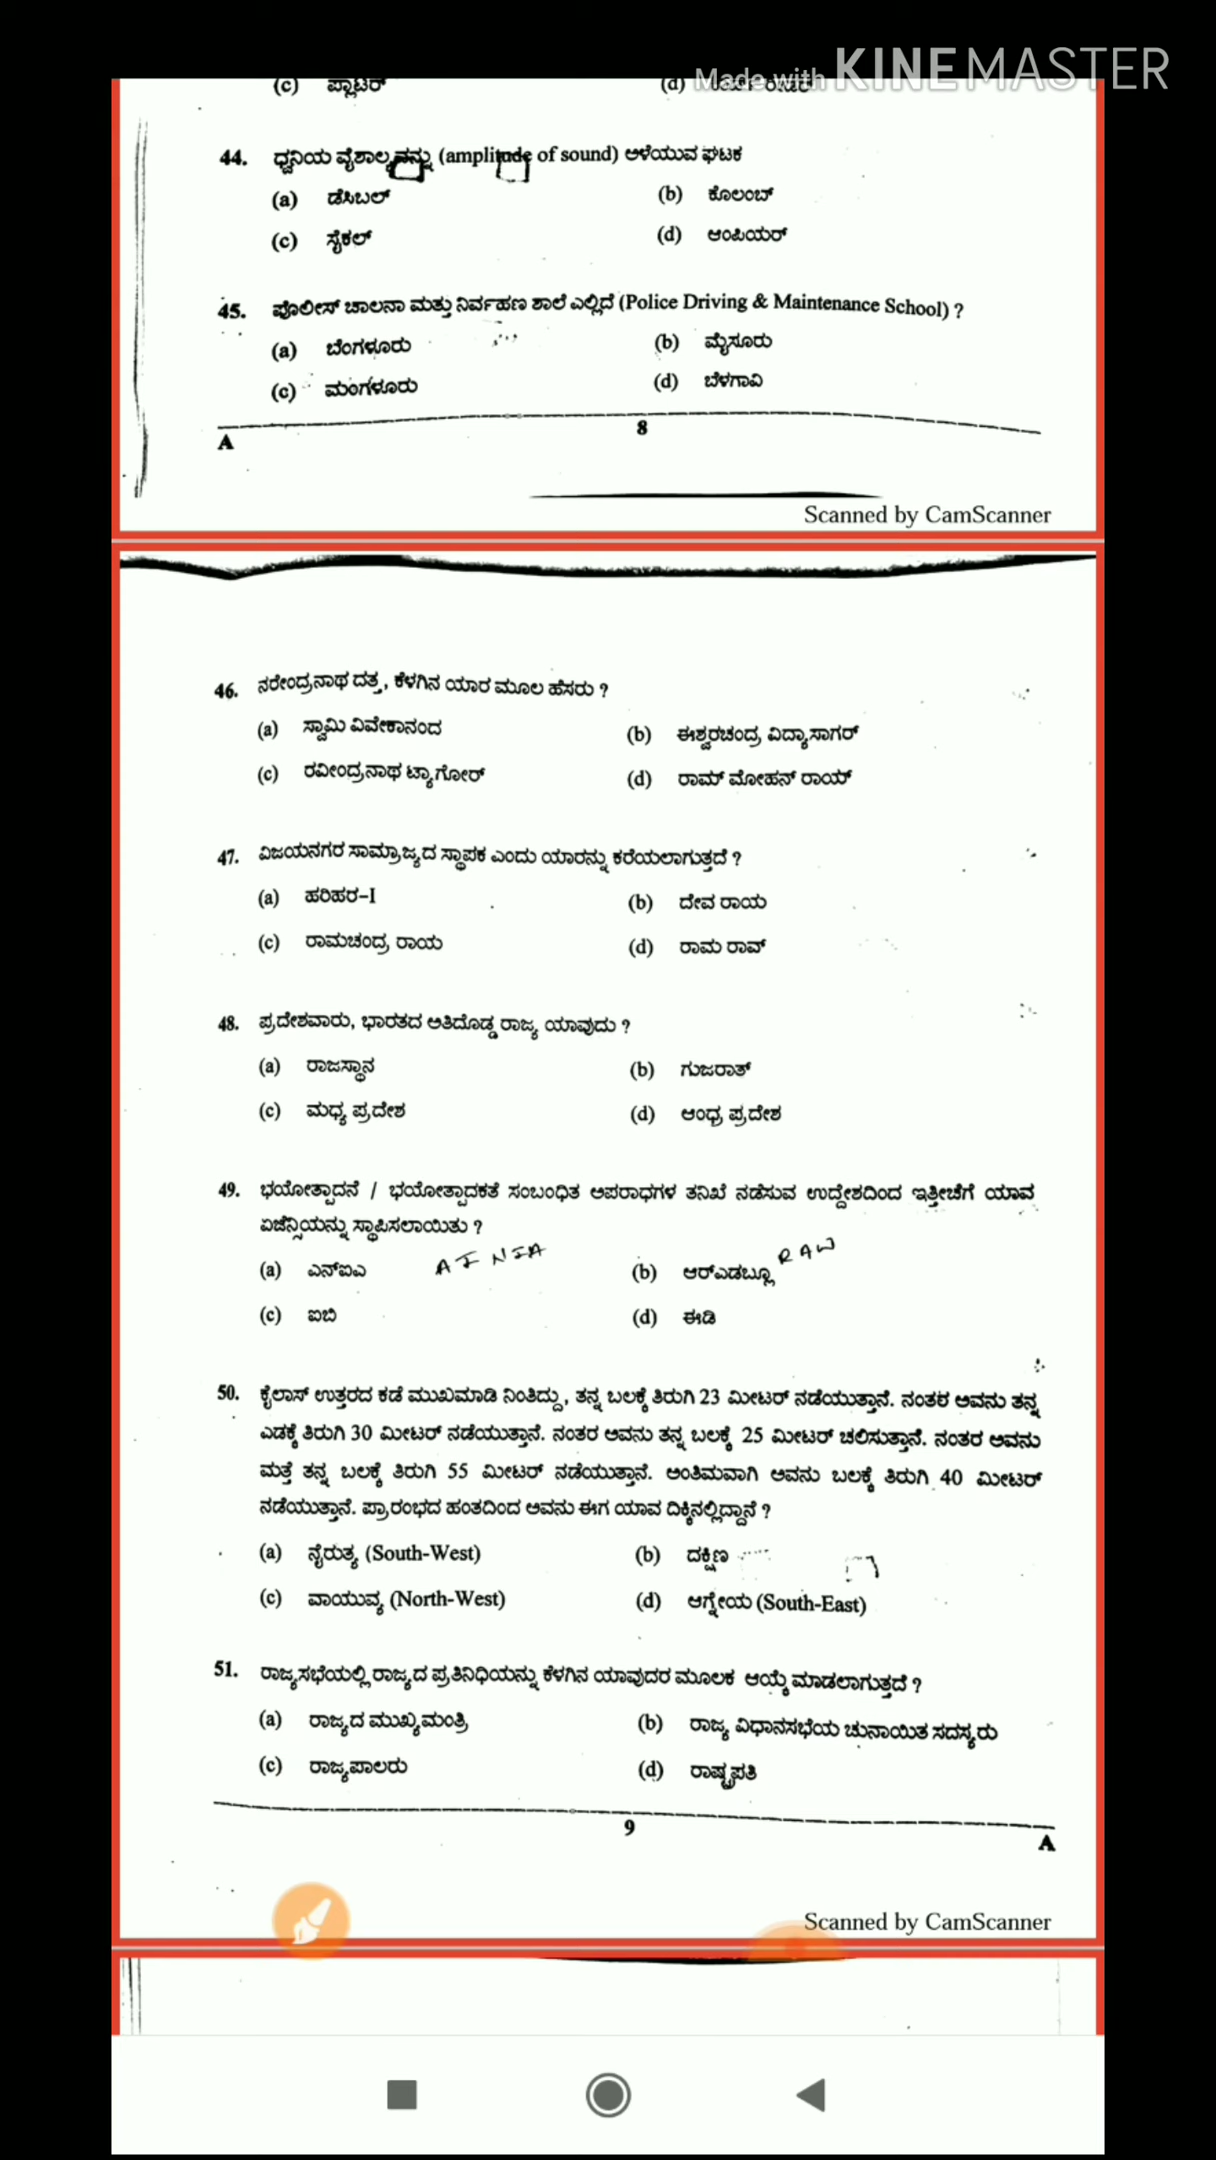 Made with KINEMASTER
(c) ಪ್ಲಾಟರ್ (d)
44. ಧ್ವನಿಯ ವೈಶಾಲ್ಯವನ್ನು (amplitude of sound) ಅಳೆಯುವ ಘಟಕ
(a) ಡೆಸಿಬಲ್ (b) ಕೊಲಂಬ್
(c) ಸೈಕಲ್ (d) ಆಂಪಿಯರ್
45. ಪೊಲೀಸ್ ಚಾಲನಾ ಮತ್ತು ನಿರ್ವಹಣ ಶಾಲೆ ಎಲ್ಲಿದೆ (Police Driving & Maintenance School) ?
(a) ಬೆಂಗಳೂರು (b) ಮೈಸೂರು
(c) ಮಂಗಳೂರು (d) ಬೆಳಗಾವಿ
A 8
Scanned by CamScanner
46. ನರೇಂದ್ರನಾಥ ದತ್ತ, ಕೆಳಗಿನ ಯಾರ ಮೂಲ ಹೆಸರು ?
(a) ಸ್ವಾಮಿ ವಿವೇಕಾನಂದ (b) ಈಶ್ವರಚಂದ್ರ ವಿದ್ಯಾಸಾಗರ್
(c) ರವೀಂದ್ರನಾಥ ಟ್ಯಾಗೋರ್ (d) ರಾಮ್ ಮೋಹನ್ ರಾಯ್
47. ವಿಜಯನಗರ ಸಾಮ್ರಾಜ್ಯದ ಸ್ಥಾಪಕ ಎಂದು ಯಾರನ್ನು ಕರೆಯಲಾಗುತ್ತದೆ ?
(a) ಹರಿಹರ-I (b) ದೇವ ರಾಯ
(c) ರಾಮಚಂದ್ರ ರಾಯ (d) ರಾಮ ರಾವ್
48. ಪ್ರದೇಶವಾರು, ಭಾರತದ ಅತಿದೊಡ್ಡ ರಾಜ್ಯ ಯಾವುದು ?
(a) ರಾಜಸ್ಥಾನ (b) ಗುಜರಾತ್
(c) ಮಧ್ಯ ಪ್ರದೇಶ (d) ಆಂಧ್ರ ಪ್ರದೇಶ
49. ಭಯೋತ್ಪಾದನೆ / ಭಯೋತ್ಪಾದಕತೆ ಸಂಬಂಧಿತ ಅಪರಾಧಗಳ ತನಿಖೆ ನಡೆಸುವ ಉದ್ದೇಶದಿಂದ ಇತ್ತೀಚೆಗೆ ಯಾವ
ಏಜೆನ್ಸಿಯನ್ನು ಸ್ಥಾಪಿಸಲಾಯಿತು ?
(a) ಎನ್‌ಐಎ AI NIA (b) ಆರ್‌ಎಡಬ್ಲ್ಯೂ RAW
(c) ಐಬಿ (d) ಈಡಿ
50. ಕೈಲಾಸ್ ಉತ್ತರದ ಕಡೆ ಮುಖಮಾಡಿ ನಿಂತಿದ್ದು, ತನ್ನ ಬಲಕ್ಕೆ ತಿರುಗಿ 23 ಮೀಟರ್ ನಡೆಯುತ್ತಾನೆ. ನಂತರ ಅವನು ತನ್ನ
ಎಡಕ್ಕೆ ತಿರುಗಿ 30 ಮೀಟರ್ ನಡೆಯುತ್ತಾನೆ. ನಂತರ ಅವನು ತನ್ನ ಬಲಕ್ಕೆ 25 ಮೀಟರ್ ಚಲಿಸುತ್ತಾನೆ. ನಂತರ ಅವನು
ಮತ್ತೆ ತನ್ನ ಬಲಕ್ಕೆ ತಿರುಗಿ 55 ಮೀಟರ್ ನಡೆಯುತ್ತಾನೆ. ಅಂತಿಮವಾಗಿ ಅವನು ಬಲಕ್ಕೆ ತಿರುಗಿ 40 ಮೀಟರ್
ನಡೆಯುತ್ತಾನೆ. ಪ್ರಾರಂಭದ ಹಂತದಿಂದ ಅವನು ಈಗ ಯಾವ ದಿಕ್ಕಿನಲ್ಲಿದ್ದಾನೆ ?
(a) ನೈರುತ್ಯ (South-West) (b) ದಕ್ಷಿಣ
(c) ವಾಯುವ್ಯ (North-West) (d) ಆಗ್ನೇಯ (South-East)
51. ರಾಜ್ಯಸಭೆಯಲ್ಲಿ ರಾಜ್ಯದ ಪ್ರತಿನಿಧಿಯನ್ನು ಕೆಳಗಿನ ಯಾವುದರ ಮೂಲಕ ಆಯ್ಕೆ ಮಾಡಲಾಗುತ್ತದೆ ?
(a) ರಾಜ್ಯದ ಮುಖ್ಯಮಂತ್ರಿ (b) ರಾಜ್ಯ ವಿಧಾನಸಭೆಯ ಚುನಾಯಿತ ಸದಸ್ಯರು
(c) ರಾಜ್ಯಪಾಲರು (d) ರಾಷ್ಟ್ರಪತಿ
9 A
Scanned by CamScanner